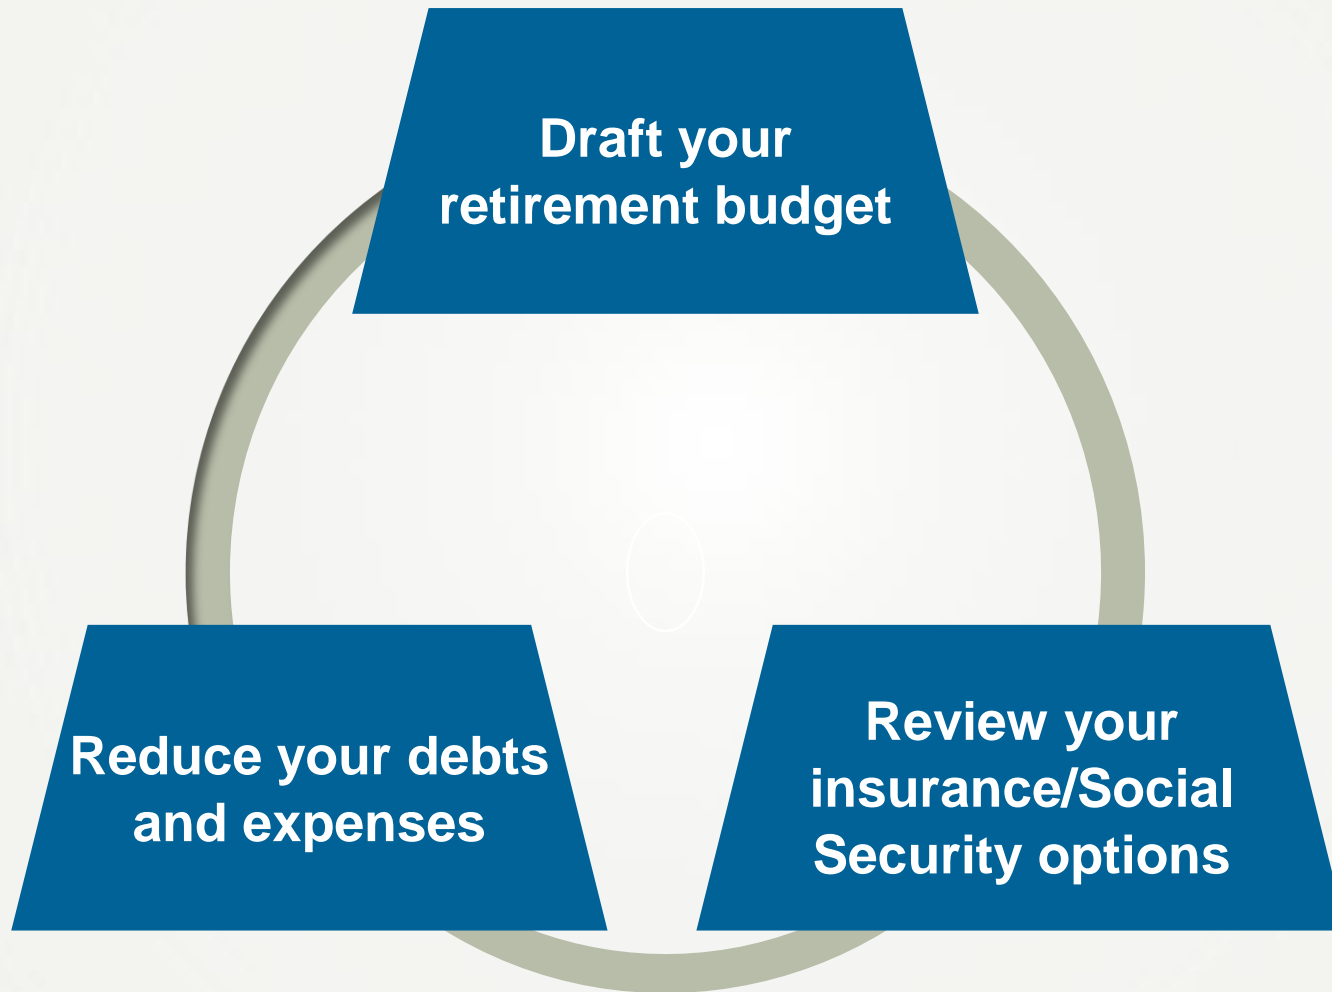 Draft your
retirement budget
Reduce your debts
and expenses
Review your
insurance/Social
Security options